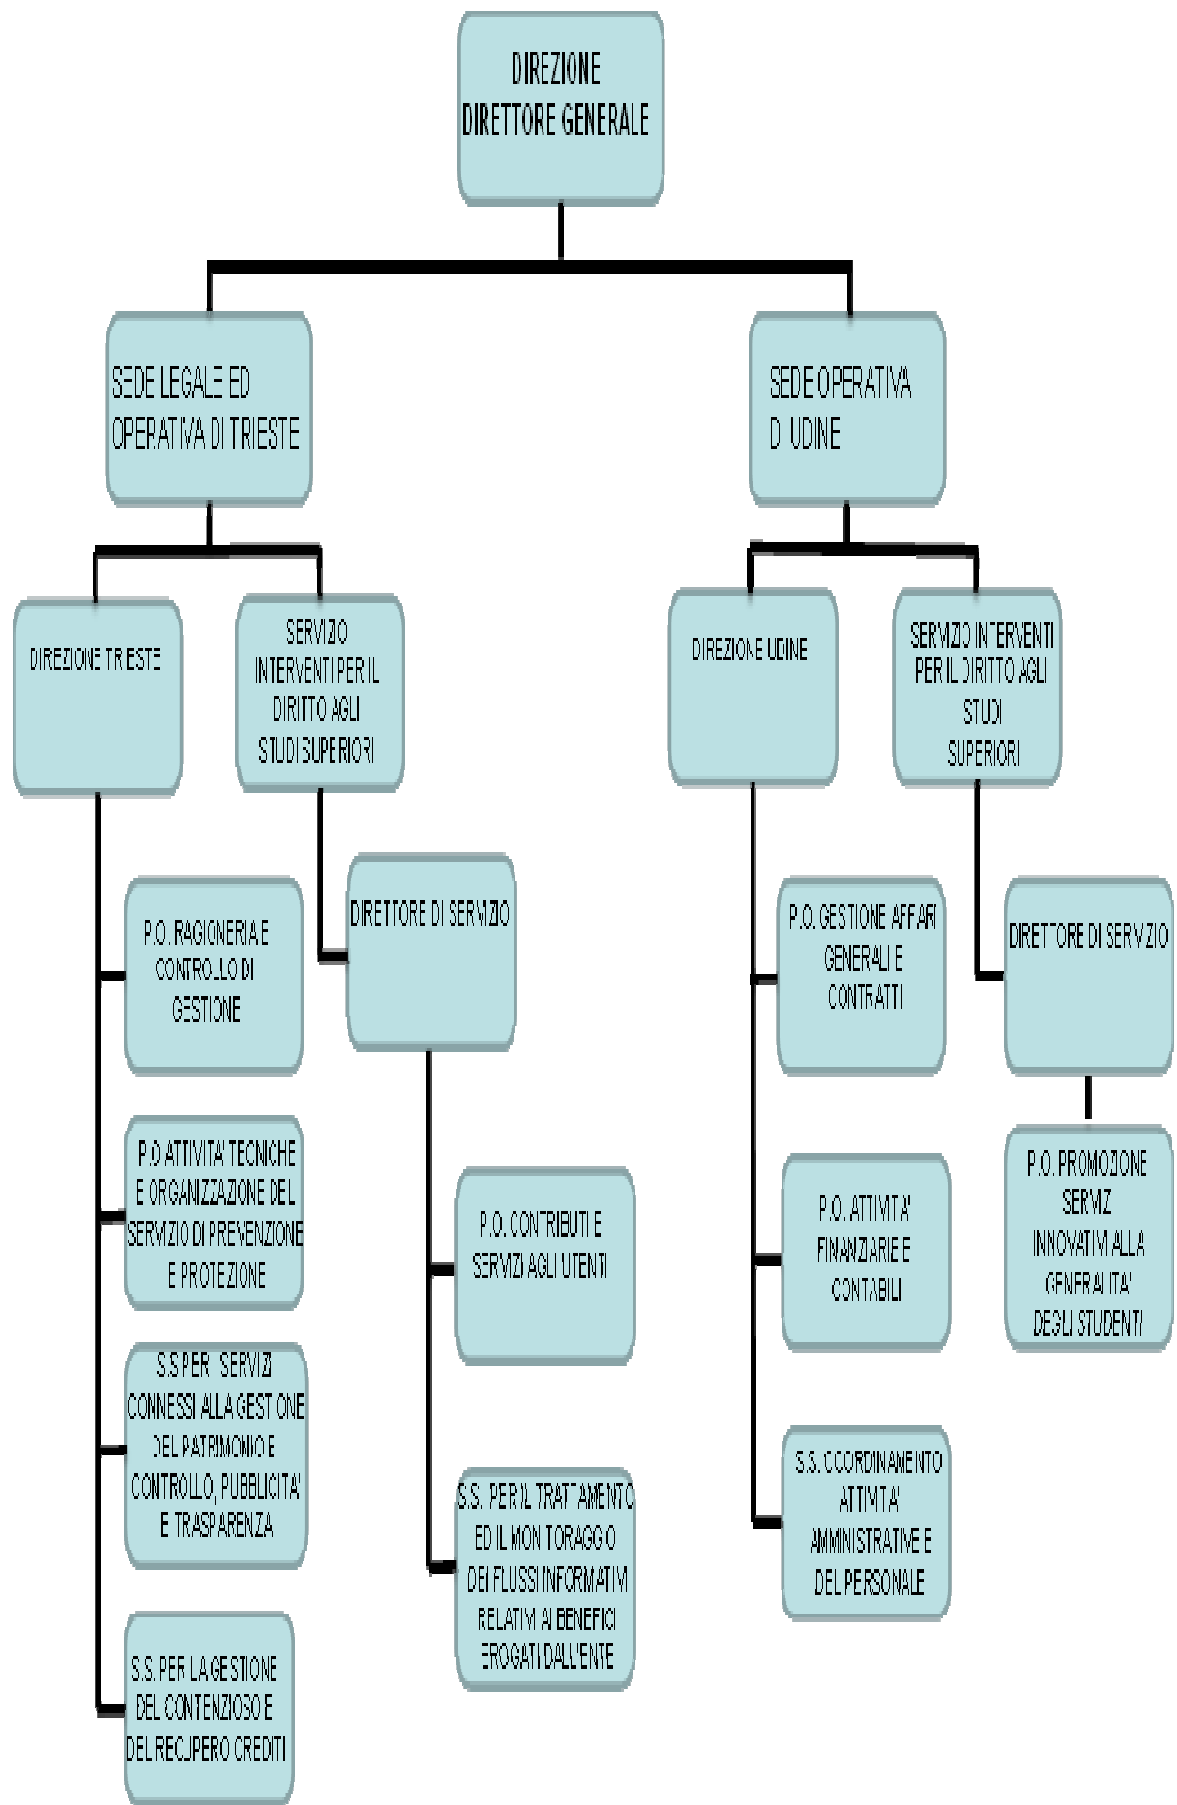 DIREZIONE
DIRETTORE GENERALE
SEDE LEGALE ED
OPERATIVA DI TRIESTE
SEDE OPERATIVA
DI UDINE
DIREZIONE TRIESTE
SERVIZIO
INTERVENTI PER IL
DIRITTO AGLI
STUDI SUPERIORI
DIREZIONE UDINE
SERVIZIO INTERVENTI
PER IL DIRITTO AGLI
STUDI
SUPERIORI
P.O. RAGIONERIA E
CONTROLLO DI
GESTIONE
DIRETTORE DI SERVIZIO
P.O. GESTIONE AFFARI
GENERALI E
CONTRATTI
DIRETTORE DI SERVIZIO
P.O ATTIVITA' TECNICHE
E ORGANIZZAZIONE DEL
SERVIZIO DI PREVENZIONE
E PROTEZIONE
P.O. CONTRIBUTI E
SERVIZI AGLI UTENTI
P.O. ATTIVITA'
FINANZIARIE E
CONTABILI
P.O. PROMOZIONE
SERVIZI
INNOVATIVI ALLA
GENERALITA'
DEGLI STUDENTI
S.S PER I SERVIZI
CONNESSI ALLA GESTIONE
DEL PATRIMONIO E
CONTROLLO, PUBBLICITA'
E TRASPARENZA
S.S. PER IL TRATTAMENTO
ED IL MONITORAGGIO
DEI FLUSSI INFORMATIVI
RELATIVI AI BENEFICI
EROGATI DALL'ENTE
S.S. COORDINAMENTO
ATTIVITA'
AMMINISTRATIVE E
DEL PERSONALE
S.S. PER LA GESTIONE
DEL CONTENZIOSO E
DEL RECUPERO CREDITI